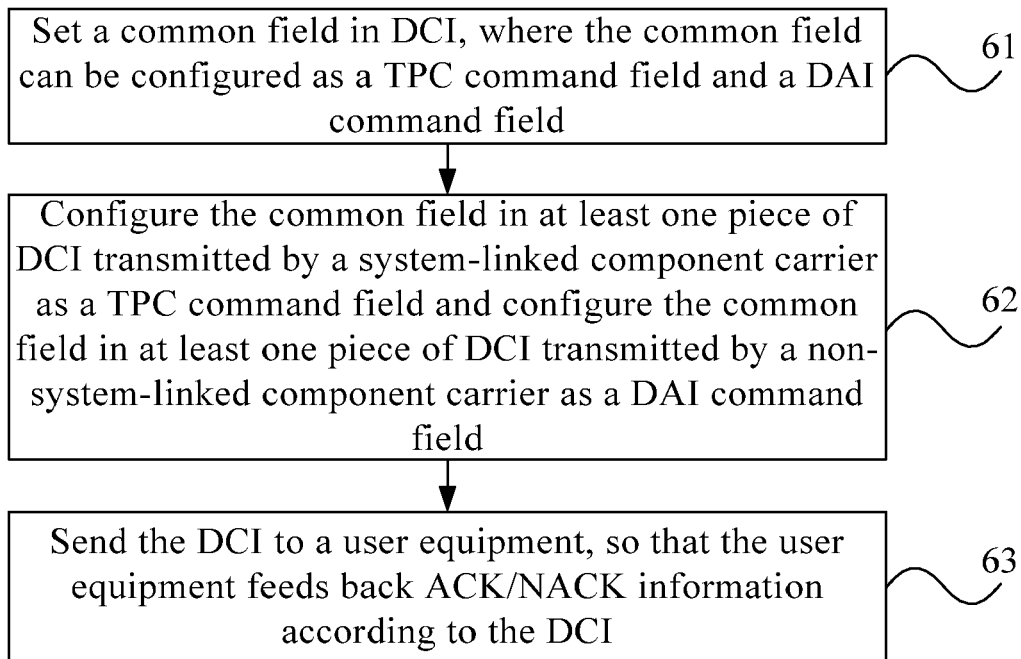 Set a common field in DCI, where the common field
can be configured as a TPC command field and a DAI
command field
61
Configure the common field in at least one piece of
DCI transmitted by a system-linked component carrier
as a TPC command field and configure the common
field in at least one piece of DCI transmitted by a non-
system-linked component carrier as a DAI command
field
62
Send the DCI to a user equipment, so that the user
equipment feeds back ACK/NACK information
according to the DCI
63